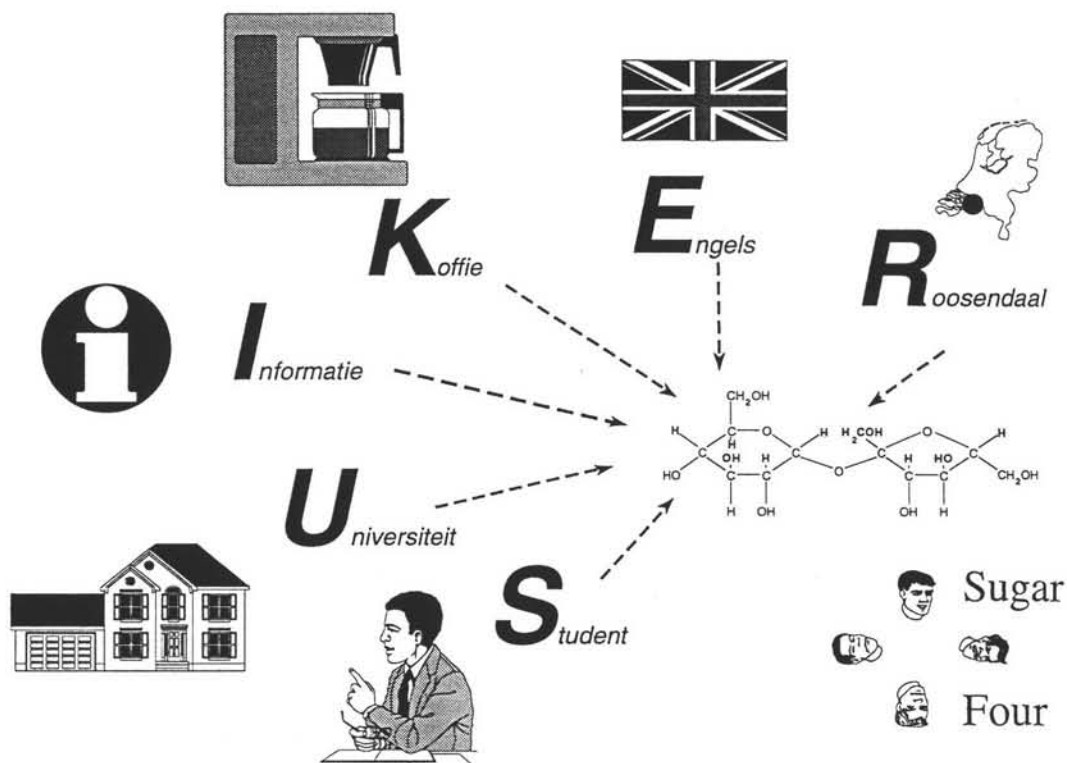 Koffie
Engels
Roosendaal
i
Informatie
Universiteit
Student
CH2OH
H C O H H2COH O H
H OH H C C C H HO C
HO C C O C C CH2OH
H OH OH H
Sugar
Four